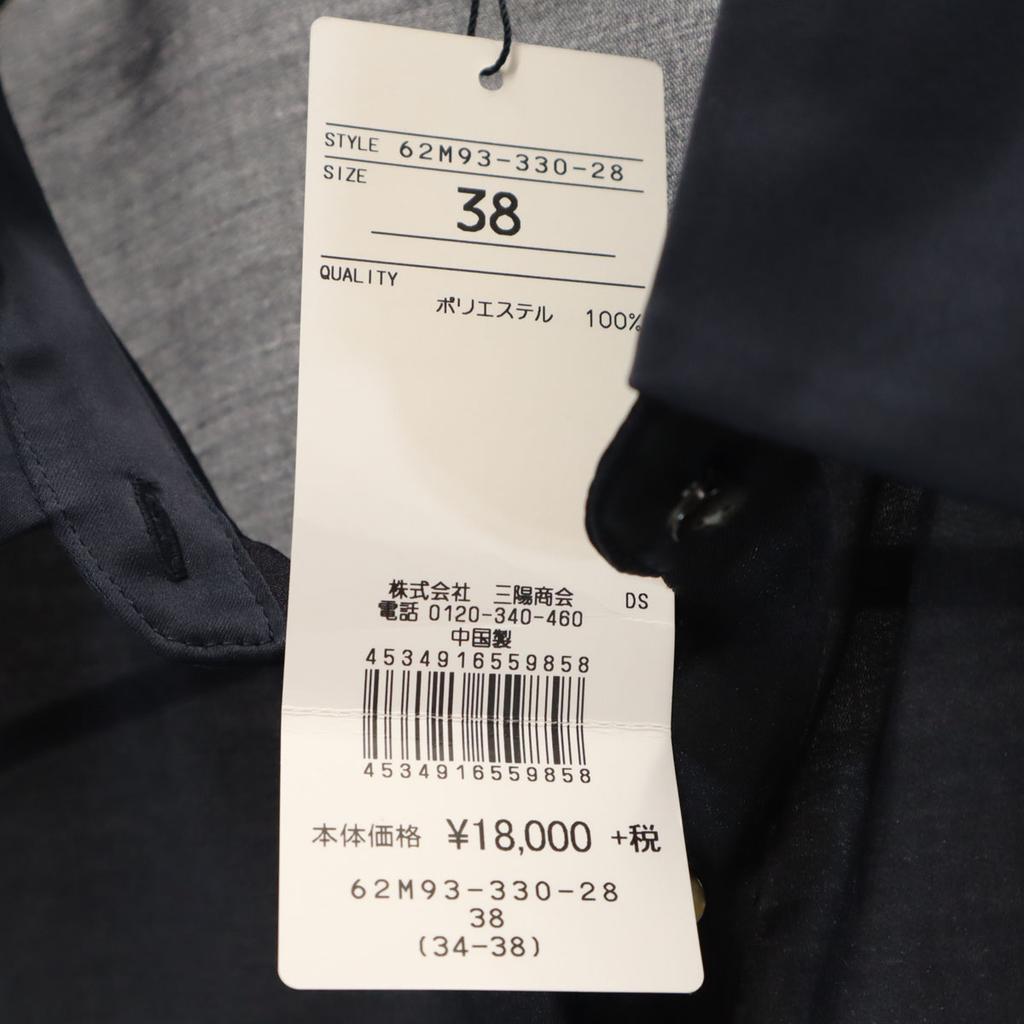 STYLE 62M93-330-28
SIZE
38
QUALITY
ポリエステル 100%
株式会社 三陽商会 DS
電話 0120-340-460
中国製
4534916559858
4534916559858
本体価格 ¥18,000 +税
62M93-330-28
38
(34-38)